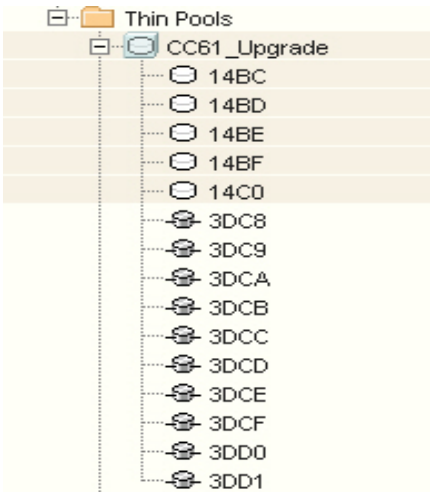 Thin Pools
CC61_Upgrade
14BC
14BD
14BE
14BF
14C0
3DC8
3DC9
3DCA
3DCB
3DCC
3DCD
3DCE
3DCF
3DD0
3DD1